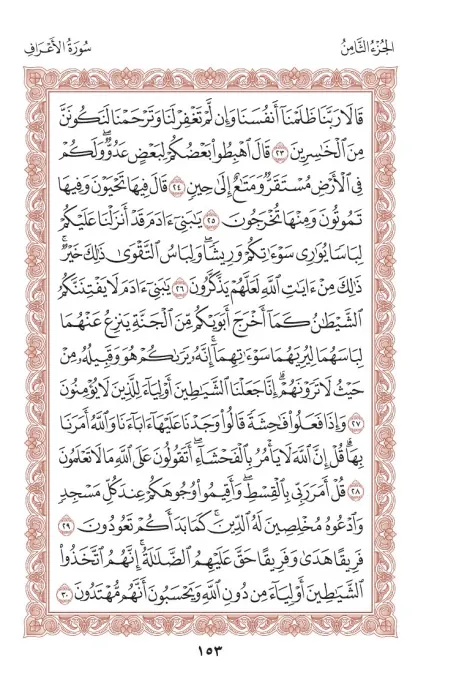 سُورَةُ الأَعْرَافِ
الجُزْءُ الثَّامِنُ
قَالَا رَبَّنَا ظَلَمْنَآ أَنفُسَنَا وَإِن لَّمْ تَغْفِرْ لَنَا وَتَرْحَمْنَا لَنَكُونَنَّ
مِنَ ٱلْخَٰسِرِينَ ٢٣ قَالَ ٱهْبِطُوا۟ بَعْضُكُمْ لِبَعْضٍ عَدُوٌّ ۖ وَلَكُمْ
فِى ٱلْأَرْضِ مُسْتَقَرٌّ وَمَتَٰعٌ إِلَىٰ حِينٍ ٢٤ قَالَ فِيهَا تَحْيَوْنَ وَفِيهَا
تَمُوتُونَ وَمِنْهَا تُخْرَجُونَ ٢٥ يَٰبَنِىٓ ءَادَمَ قَدْ أَنزَلْنَا عَلَيْكُمْ
لِبَاسًا يُوَٰرِى سَوْءَٰتِكُمْ وَرِيشًا ۖ وَلِبَاسُ ٱلتَّقْوَىٰ ذَٰلِكَ خَيْرٌ ۚ
ذَٰلِكَ مِنْ ءَايَٰتِ ٱللَّهِ لَعَلَّهُمْ يَذَّكَّرُونَ ٢٦ يَٰبَنِىٓ ءَادَمَ لَا يَفْتِنَنَّكُمُ
ٱلشَّيْطَٰنُ كَمَآ أَخْرَجَ أَبَوَيْكُم مِّنَ ٱلْجَنَّةِ يَنزِعُ عَنْهُمَا
لِبَاسَهُمَا لِيُرِيَهُمَا سَوْءَٰتِهِمَآ ۗ إِنَّهُۥ يَرَىٰكُمْ هُوَ وَقَبِيلُهُۥ مِنْ
حَيْثُ لَا تَرَوْنَهُمْ ۗ إِنَّا جَعَلْنَا ٱلشَّيَٰطِينَ أَوْلِيَآءَ لِلَّذِينَ لَا يُؤْمِنُونَ
٢٧ وَإِذَا فَعَلُوا۟ فَٰحِشَةً قَالُوا۟ وَجَدْنَا عَلَيْهَآ ءَابَآءَنَا وَٱللَّهُ أَمَرَنَا
بِهَا ۗ قُلْ إِنَّ ٱللَّهَ لَا يَأْمُرُ بِٱلْفَحْشَآءِ ۖ أَتَقُولُونَ عَلَى ٱللَّهِ مَا لَا تَعْلَمُونَ
٢٨ قُلْ أَمَرَ رَبِّى بِٱلْقِسْطِ ۖ وَأَقِيمُوا۟ وُجُوهَكُمْ عِندَ كُلِّ مَسْجِدٍ
وَٱدْعُوهُ مُخْلِصِينَ لَهُ ٱلدِّينَ ۚ كَمَا بَدَأَكُمْ تَعُودُونَ ٢٩
فَرِيقًا هَدَىٰ وَفَرِيقًا حَقَّ عَلَيْهِمُ ٱلضَّلَٰلَةُ ۗ إِنَّهُمُ ٱتَّخَذُوا۟
ٱلشَّيَٰطِينَ أَوْلِيَآءَ مِن دُونِ ٱللَّهِ وَيَحْسَبُونَ أَنَّهُم مُّهْتَدُونَ ٣٠
١٥٣